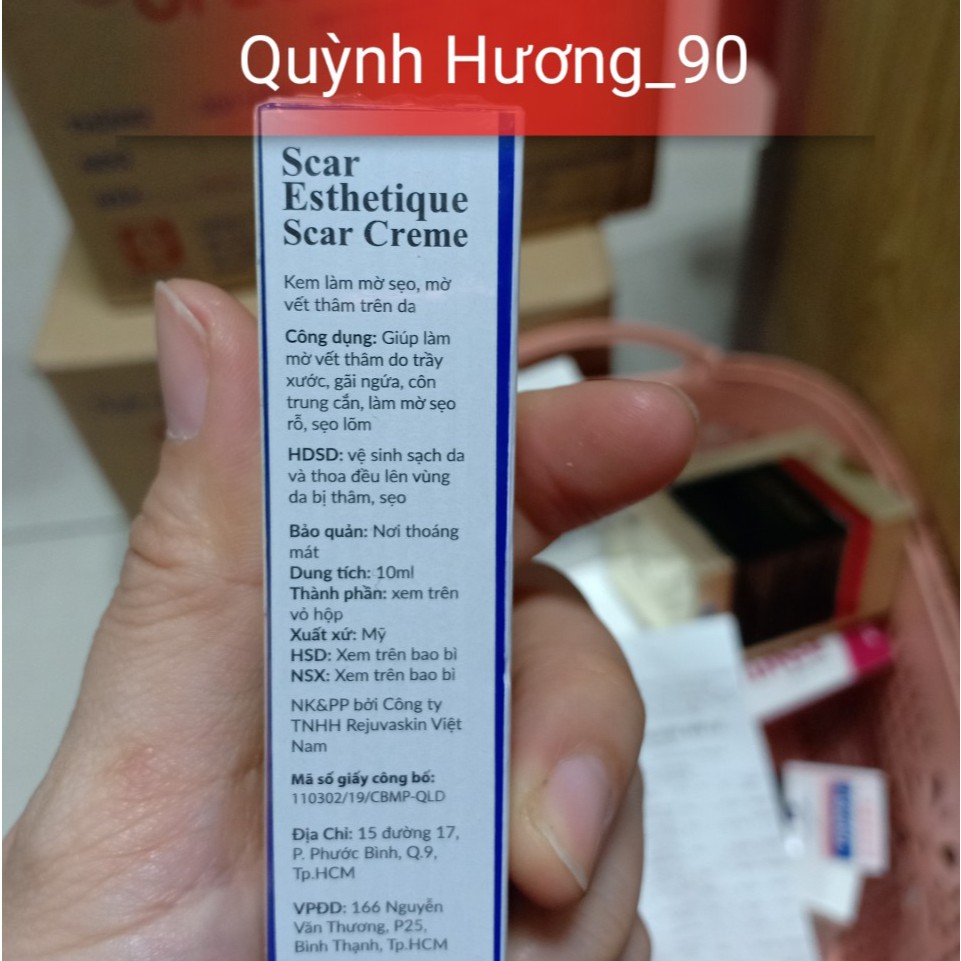 Quỳnh Hương_90
Scar
Esthetique
Scar Creme
Kem làm mờ sẹo, mờ
vết thâm trên da
Công dụng: Giúp làm
mờ vết thâm do trầy
xước, gãi ngứa, côn
trung cắn, làm mờ sẹo
rỗ, sẹo lõm
HDSD: vệ sinh sạch da
và thoa đều lên vùng
da bị thâm, sẹo
Bảo quản: Nơi thoáng
mát
Dung tích: 10ml
Thành phần: xem trên
vỏ hộp
Xuất xứ: Mỹ
HSD: Xem trên bao bì
NSX: Xem trên bao bì
NK&PP bởi Công ty
TNHH Rejuvaskin Việt
Nam
Mã số giấy công bố:
110302/19/CBMP-QLD
Địa Chỉ: 15 đường 17,
P. Phước Bình, Q.9,
Tp.HCM
VPĐD: 166 Nguyễn
Văn Thương, P25,
Bình Thạnh, Tp.HCM